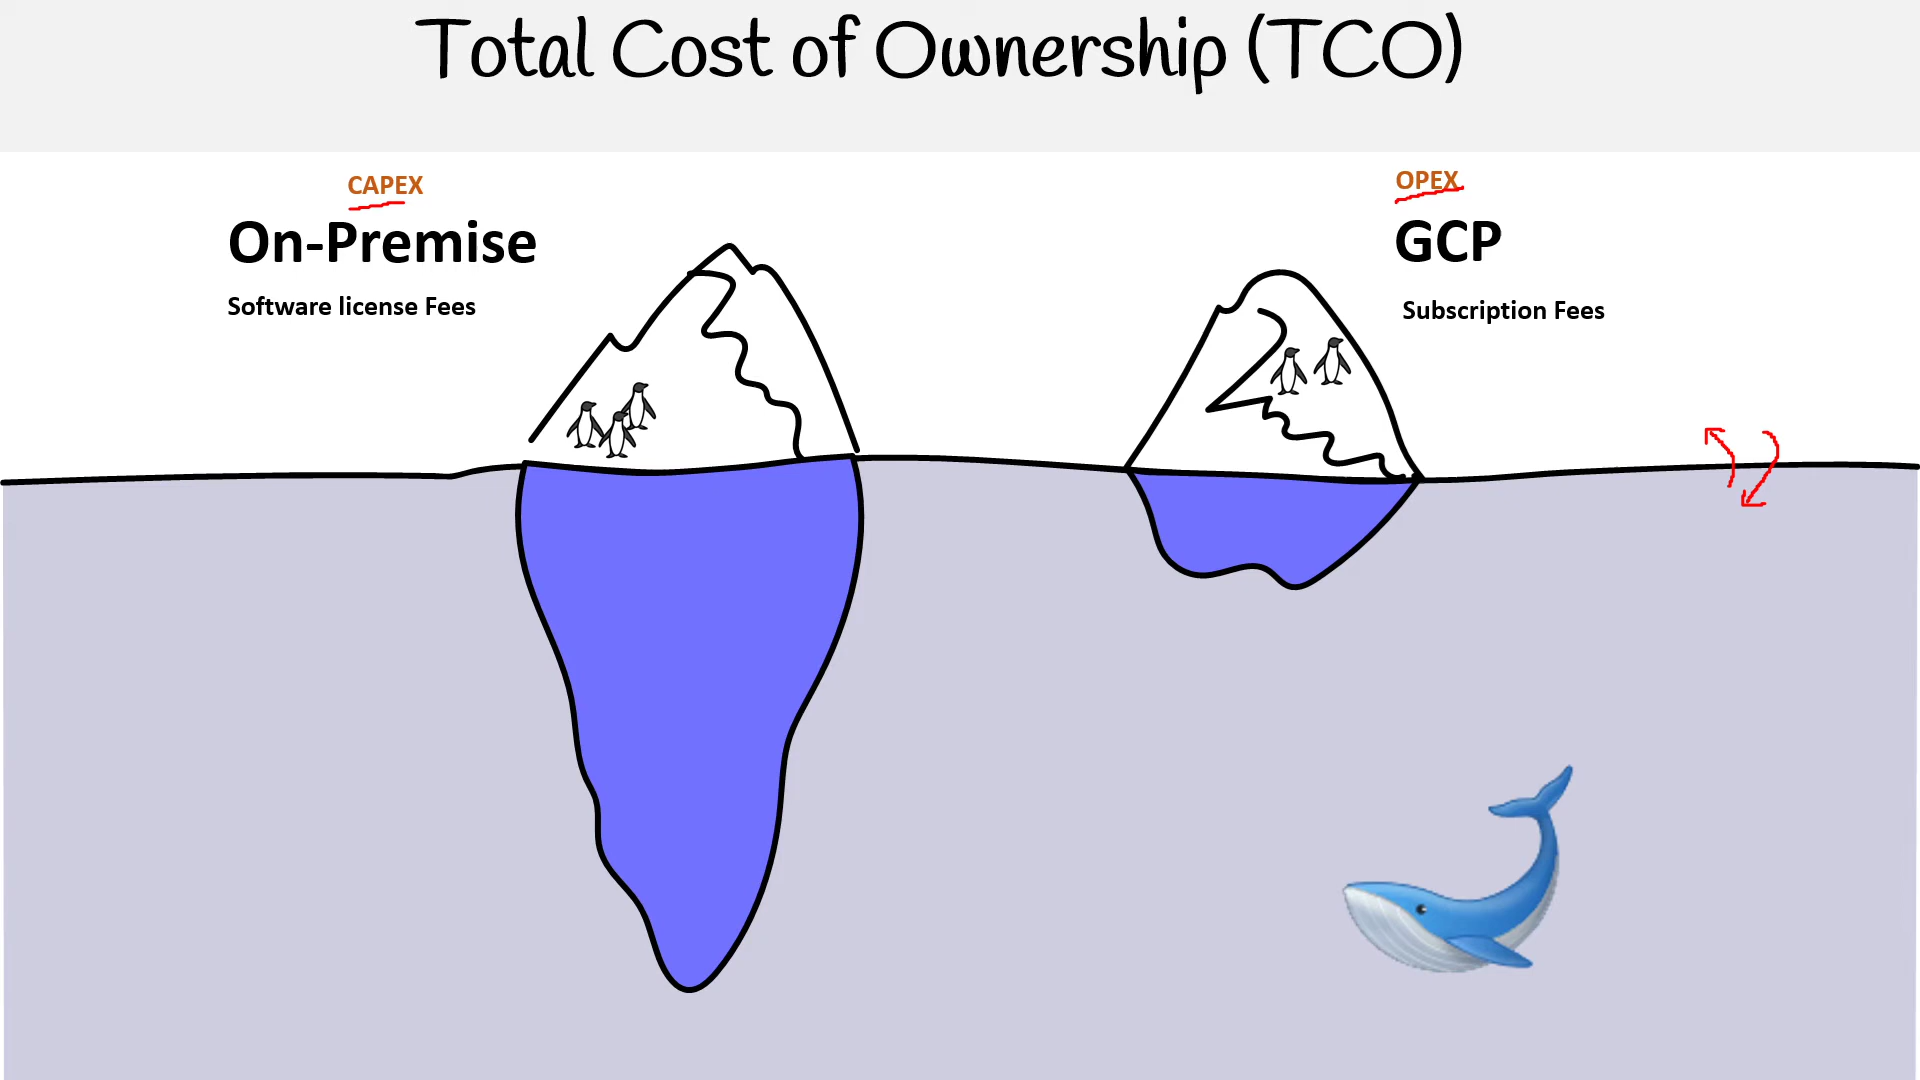 Total Cost of Ownership (TCO)
CAPEX
On-Premise
Software license Fees
OPEX
GCP
Subscription Fees